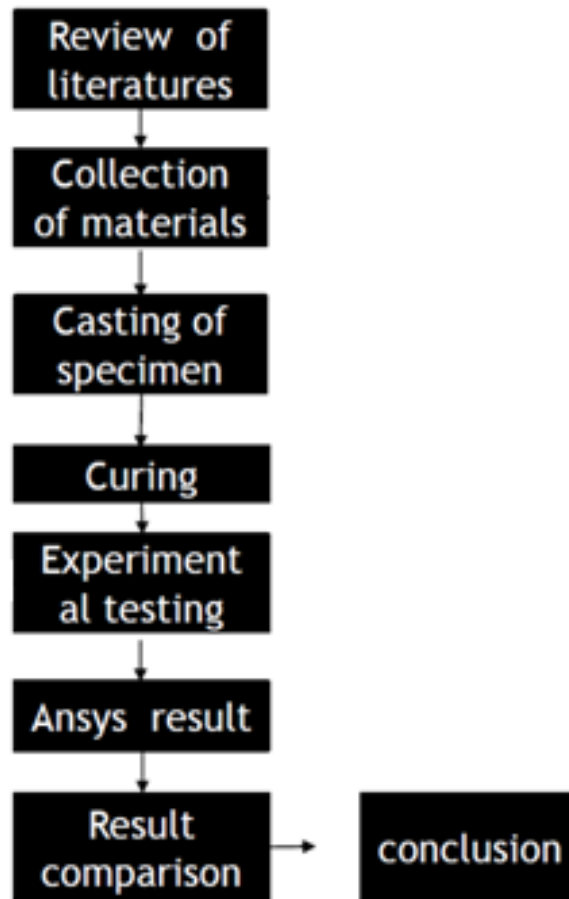 Review of
literatures
Collection
of materials
Casting of
specimen
Curing
Experiment
al testing
Ansys result
Result
comparison
conclusion